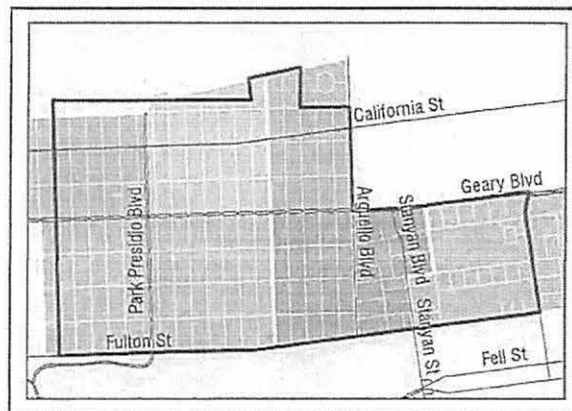 California St
Geary Blvd
Park Presidio Blvd
Arguello Blvd
Stanyan Blvd
Stanyan St
Fulton St
Fell St